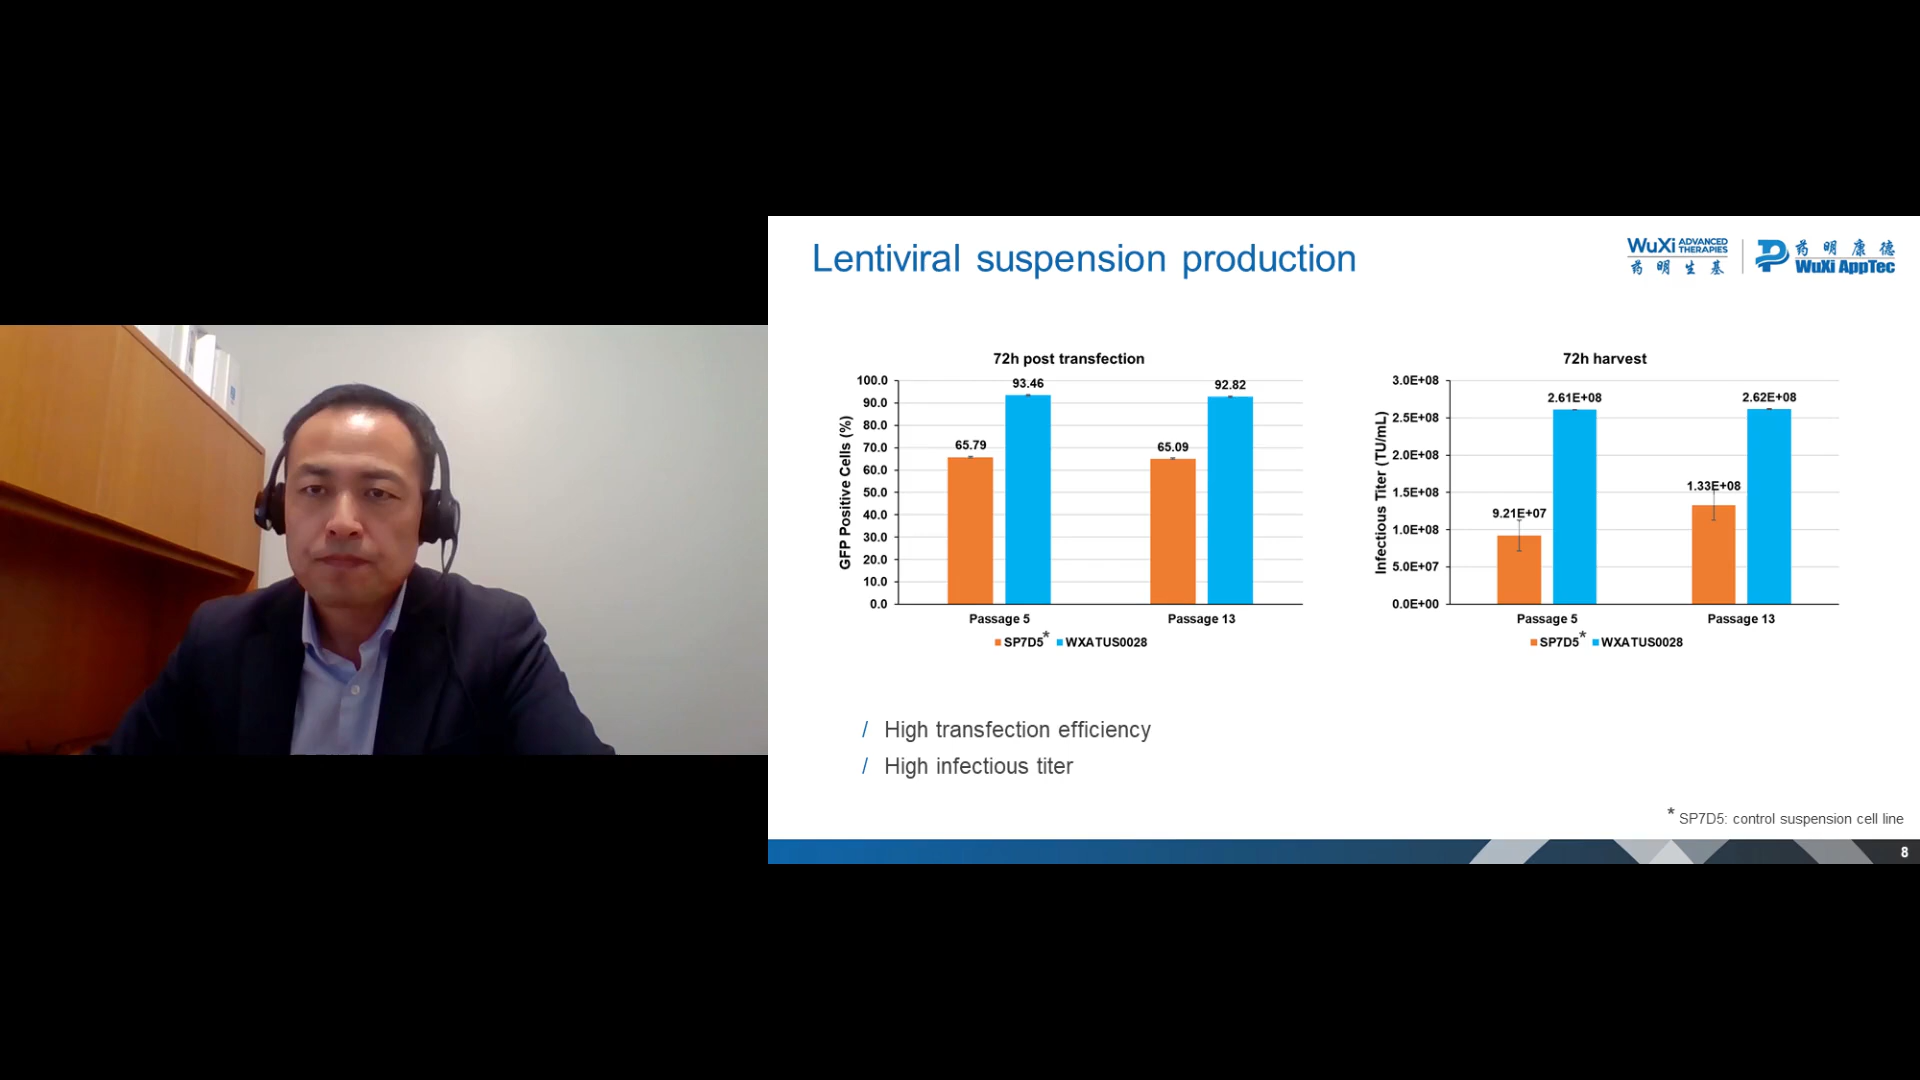 Lentiviral suspension production
WuXi ADVANCED THERAPIES
药明生基
药明康德
WuXi AppTec
72h post transfection
GFP Positive Cells (%)
100.0
90.0
80.0
70.0
60.0
50.0
40.0
30.0
20.0
10.0
0.0
65.79
93.46
65.09
92.82
Passage 5
Passage 13
SP7D5* WXATUS0028
72h harvest
Infectious Titer (TU/mL)
3.0E+08
2.5E+08
2.0E+08
1.5E+08
1.0E+08
5.0E+07
0.0E+00
9.21E+07
2.61E+08
1.33E+08
2.62E+08
Passage 5
Passage 13
SP7D5* WXATUS0028
/ High transfection efficiency
/ High infectious titer
* SP7D5: control suspension cell line
8